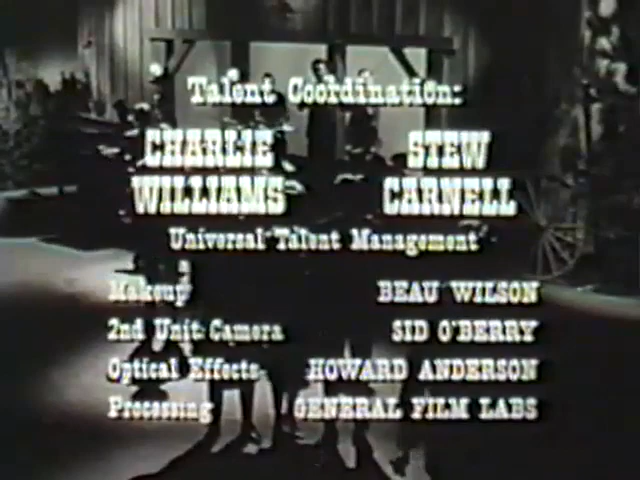 Talent Coordination:
CHARLIE WILLIAMS
STEW CARNELL
Universal Talent Management
Makeup BEAU WILSON
2nd Unit Camera SID O'BERRY
Optical Effects HOWARD ANDERSON
Processing GENERAL FILM LABS